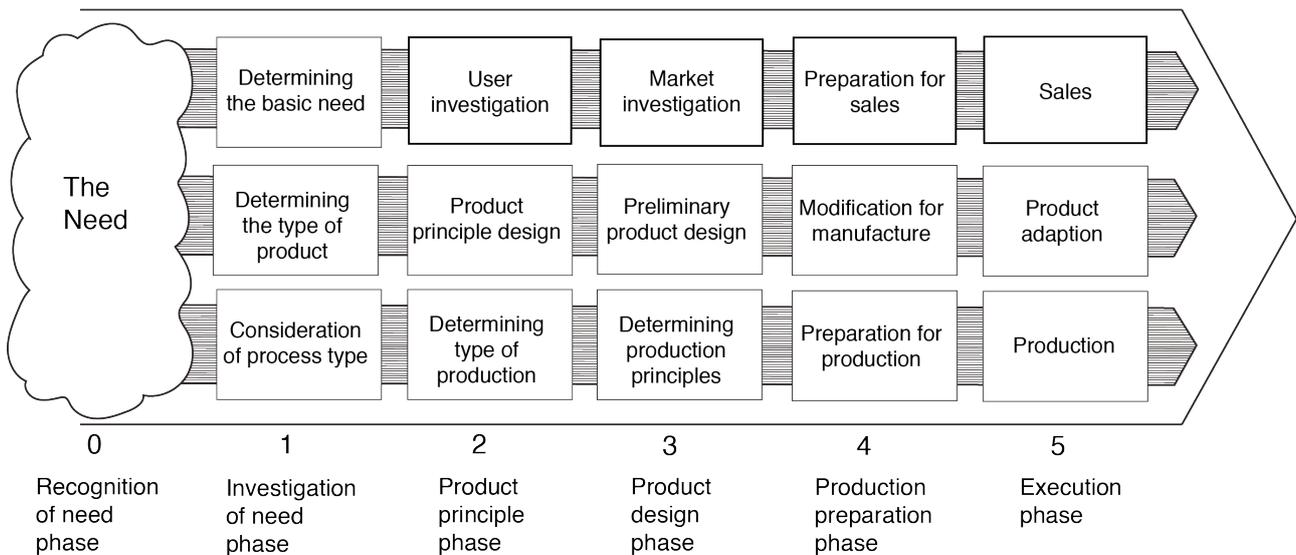 The
Need
Determining
the basic need
User
investigation
Market
investigation
Preparation for
sales
Sales
Determining
the type of
product
Product
principle design
Preliminary
product design
Modification for
manufacture
Product
adaption
Consideration
of process type
Determining
type of
production
Determining
production
principles
Preparation for
production
Production
0
1
2
3
4
5
Recognition
of need
phase
Investigation
of need
phase
Product
principle
phase
Product
design
phase
Production
preparation
phase
Execution
phase